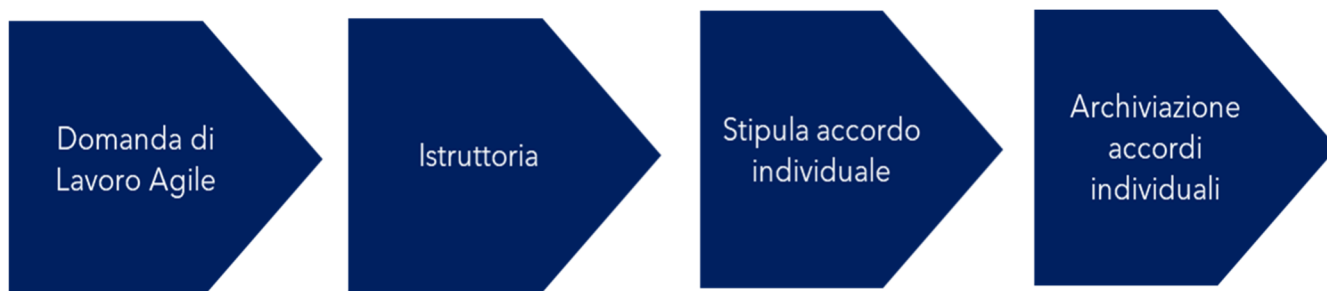 Domanda di
Lavoro Agile
Istruttoria
Stipula accordo
individuale
Archiviazione
accordi
individuali